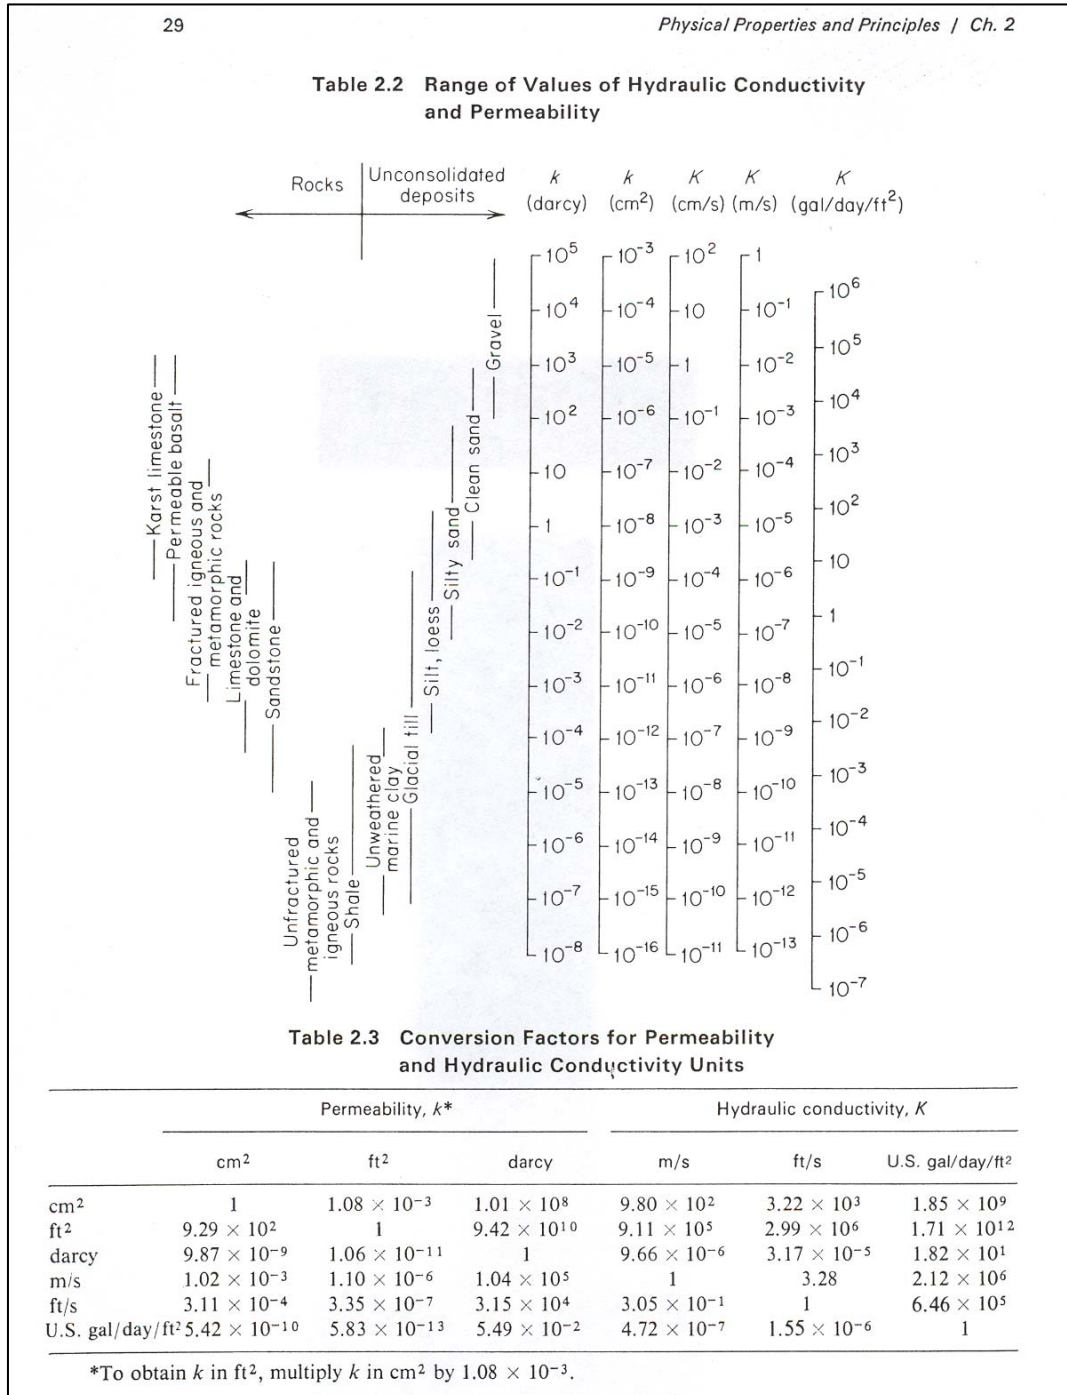 29
Physical Properties and Principles / Ch. 2
Table 2.2 Range of Values of Hydraulic Conductivity
and Permeability
Rocks
Unconsolidated
deposits
k
(darcy)
k
(cm²)
K
(cm/s)
K
(m/s)
K
(gal/day/ft²)
Karst limestone
Permeable basalt
Fractured igneous and
metamorphic rocks
Limestone and
dolomite
Sandstone
Unfractured
metamorphic and
igneous rocks
Shale
Unweathered
marine clay
Glacial till
Silt, loess
Silty sand
Clean sand
Gravel
10⁵
10⁴
10³
10²
10
1
10⁻¹
10⁻²
10⁻³
10⁻⁴
10⁻⁵
10⁻⁶
10⁻⁷
10⁻⁸
10⁻³
10⁻⁴
10⁻⁵
10⁻⁶
10⁻⁷
10⁻⁸
10⁻⁹
10⁻¹⁰
10⁻¹¹
10⁻¹²
10⁻¹³
10⁻¹⁴
10⁻¹⁵
10⁻¹⁶
10²
10
1
10⁻¹
10⁻²
10⁻³
10⁻⁴
10⁻⁵
10⁻⁶
10⁻⁷
10⁻⁸
10⁻⁹
10⁻¹⁰
10⁻¹¹
1
10⁻¹
10⁻²
10⁻³
10⁻⁴
10⁻⁵
10⁻⁶
10⁻⁷
10⁻⁸
10⁻⁹
10⁻¹⁰
10⁻¹¹
10⁻¹²
10⁻¹³
10⁶
10⁵
10⁴
10³
10²
10
1
10⁻¹
10⁻²
10⁻³
10⁻⁴
10⁻⁵
10⁻⁶
10⁻⁷
Table 2.3 Conversion Factors for Permeability
and Hydraulic Conductivity Units
Permeability, k* Hydraulic conductivity, K
cm² ft² darcy m/s ft/s U.S. gal/day/ft²
cm² 1 1.08 × 10⁻³ 1.01 × 10⁸ 9.80 × 10² 3.22 × 10³ 1.85 × 10⁹
ft² 9.29 × 10² 1 9.42 × 10¹⁰ 9.11 × 10⁵ 2.99 × 10⁶ 1.71 × 10¹²
darcy 9.87 × 10⁻⁹ 1.06 × 10⁻¹¹ 1 9.66 × 10⁻⁶ 3.17 × 10⁻⁵ 1.82 × 10¹
m/s 1.02 × 10⁻³ 1.10 × 10⁻⁶ 1.04 × 10⁵ 1 3.28 2.12 × 10⁶
ft/s 3.11 × 10⁻⁴ 3.35 × 10⁻⁷ 3.15 × 10⁴ 3.05 × 10⁻¹ 1 6.46 × 10⁵
U.S. gal/day/ft² 5.42 × 10⁻¹⁰ 5.83 × 10⁻¹³ 5.49 × 10⁻² 4.72 × 10⁻⁷ 1.55 × 10⁻⁶ 1
*To obtain k in ft², multiply k in cm² by 1.08 × 10⁻³.